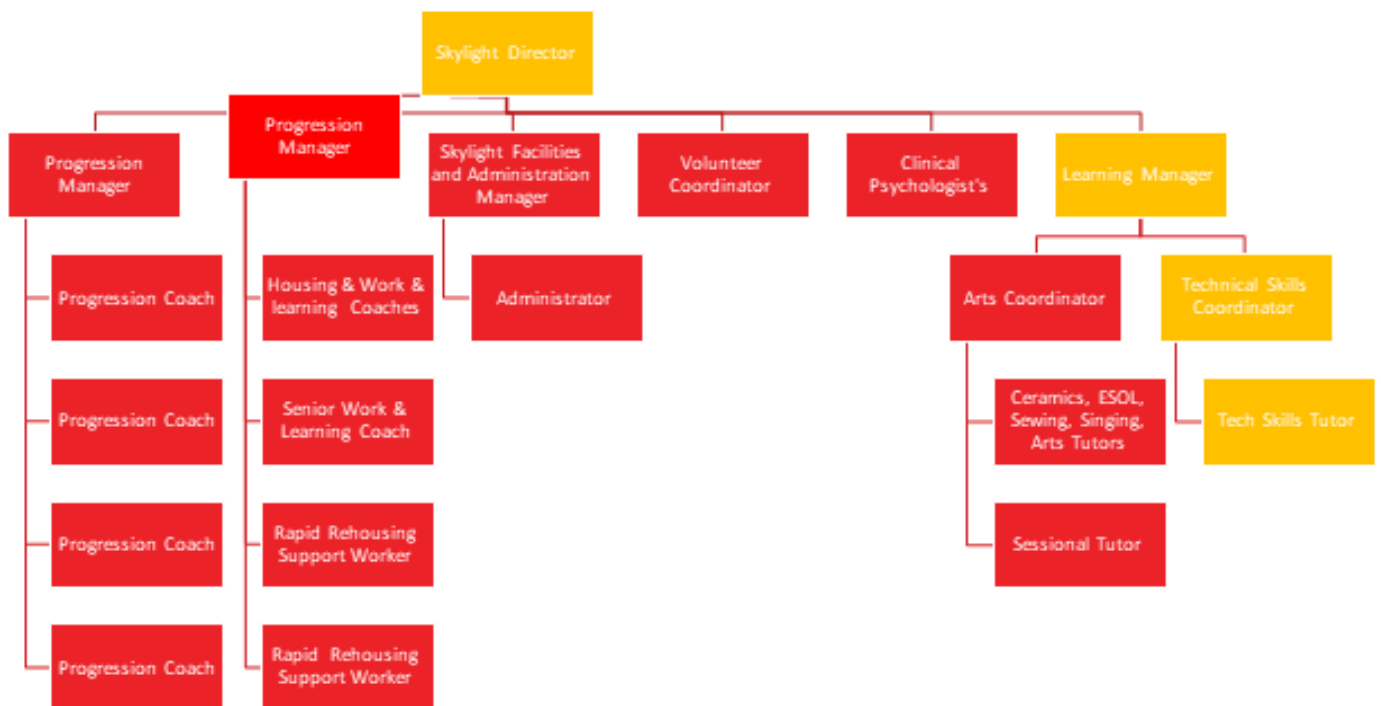 Skylight Director
Progression
Manager
Progression
Manager
Skylight Facilities
and Administration
Manager
Volunteer
Coordinator
Clinical
Psychologist's
Learning Manager
Progression Coach
Housing & Work &
learning Coaches
Administrator
Arts Coordinator
Technical Skills
Coordinator
Progression Coach
Senior Work &
Learning Coach
Ceramics, ESOL,
Sewing, Singing,
Arts Tutors
Tech Skills Tutor
Progression Coach
Rapid Rehousing
Support Worker
Sessional Tutor
Progression Coach
Rapid Rehousing
Support Worker